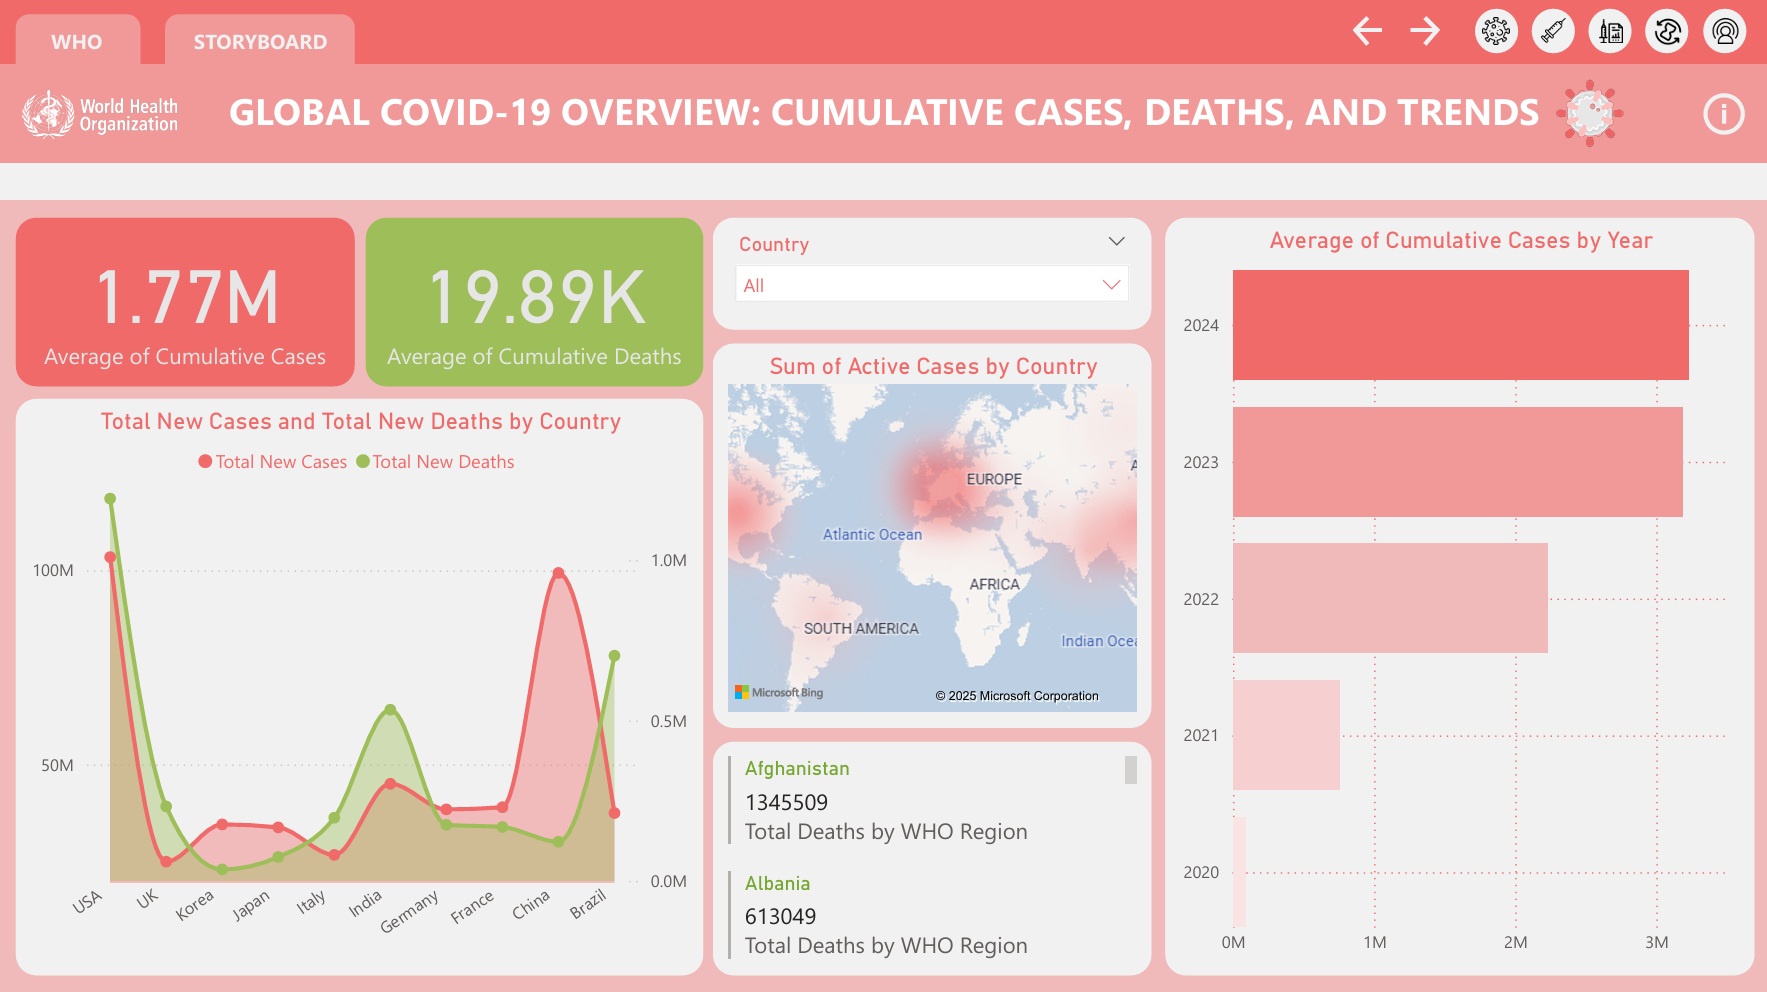 WHO
STORYBOARD
World Health
Organization
GLOBAL COVID-19 OVERVIEW: CUMULATIVE CASES, DEATHS, AND TRENDS
i
1.77M
Average of Cumulative Cases
19.89K
Average of Cumulative Deaths
Total New Cases and Total New Deaths by Country
Total New Cases
Total New Deaths
100M
50M
1.0M
0.5M
0.0M
USA
UK
Korea
Japan
Italy
India
Germany
France
China
Brazil
Country
All
Sum of Active Cases by Country
EUROPE
A
Atlantic Ocean
AFRICA
SOUTH AMERICA
Indian Ocea
Microsoft Bing
© 2025 Microsoft Corporation
Afghanistan
1345509
Total Deaths by WHO Region
Albania
613049
Total Deaths by WHO Region
Average of Cumulative Cases by Year
2024
2023
2022
2021
2020
0M
1M
2M
3M